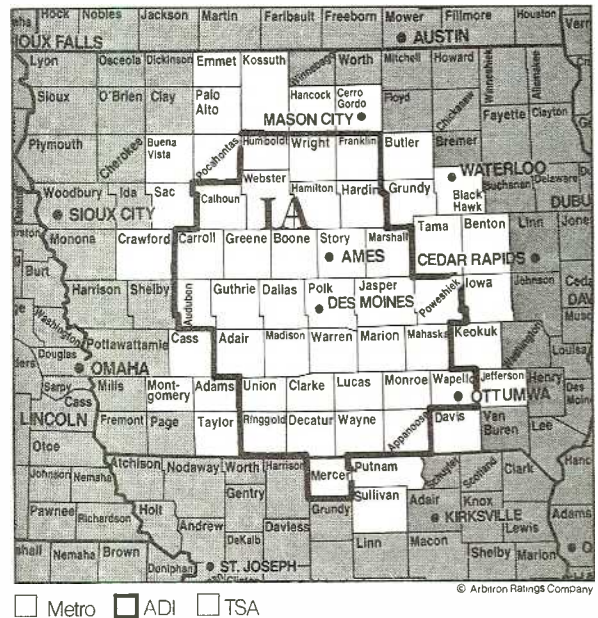 Rock Nobles Jackson Martin Faribault Freeborn Mower Fillmore Houston
SIOUX FALLS AUSTIN
Lyon Osceola Dickinson Emmet Kossuth Winnebago Worth Mitchell Howard Winneshiek Allamakee
Sioux O'Brien Clay Palo Alto Hancock Cerro Gordo Floyd Chickasaw Fayette Clayton
MASON CITY
Plymouth Cherokee Buena Vista Pocahontas Humboldt Wright Franklin Butler Bremer
WATERLOO
Woodbury Ida Sac Calhoun Webster Hamilton Hardin Grundy Black Hawk Buchanan Delaware
SIOUX CITY IA DUBU
Monona Crawford Carroll Greene Boone Story Marshall Tama Benton Linn Jone
AMES CEDAR RAPIDS
Burt Harrison Shelby Audubon Guthrie Dallas Polk Jasper Poweshiek Iowa Johnson
DES MOINES
Washington Pottawattamie Cass Adair Madison Warren Marion Mahaska Keokuk Washington Louisa
Douglas
OMAHA
Sarpy Cass Mills Montgomery Adams Union Clarke Lucas Monroe Wapello Jefferson Henry Des Moin
OTTUMWA
LINCOLN Fremont Page Taylor Ringgold Decatur Wayne Appanoose Davis Van Buren Lee
Otoe
Johnson Nemaha Atchison Nodaway Worth Harrison Mercer Putnam Schuyler Scotland Clark
Gentry Sullivan
Pawnee Richardson Holt Andrew Daviess Grundy Adair Knox Adams
KIRKSVILLE
DeKalb Linn Macon Lewis
Nemaha Brown Doniphan ST. JOSEPH Shelby Marion
© Arbitron Ratings Company
Metro ADI TSA